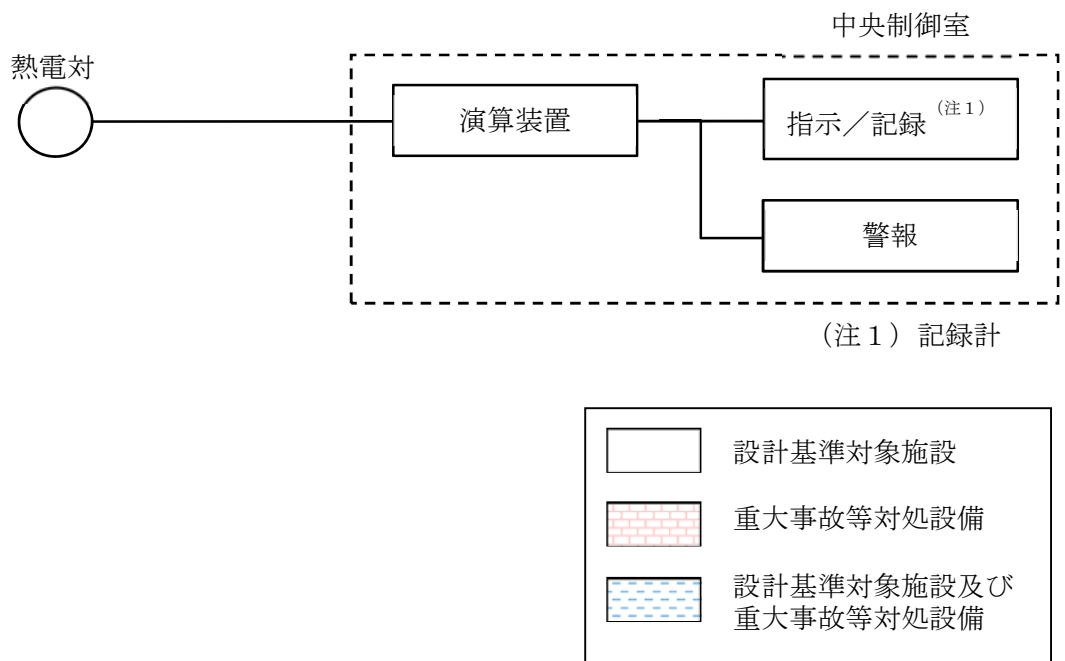 中央制御室
熱電対
演算装置
指示／記録（注１）
警報
（注１）記録計
設計基準対象施設
重大事故等対処設備
設計基準対象施設及び
重大事故等対処設備